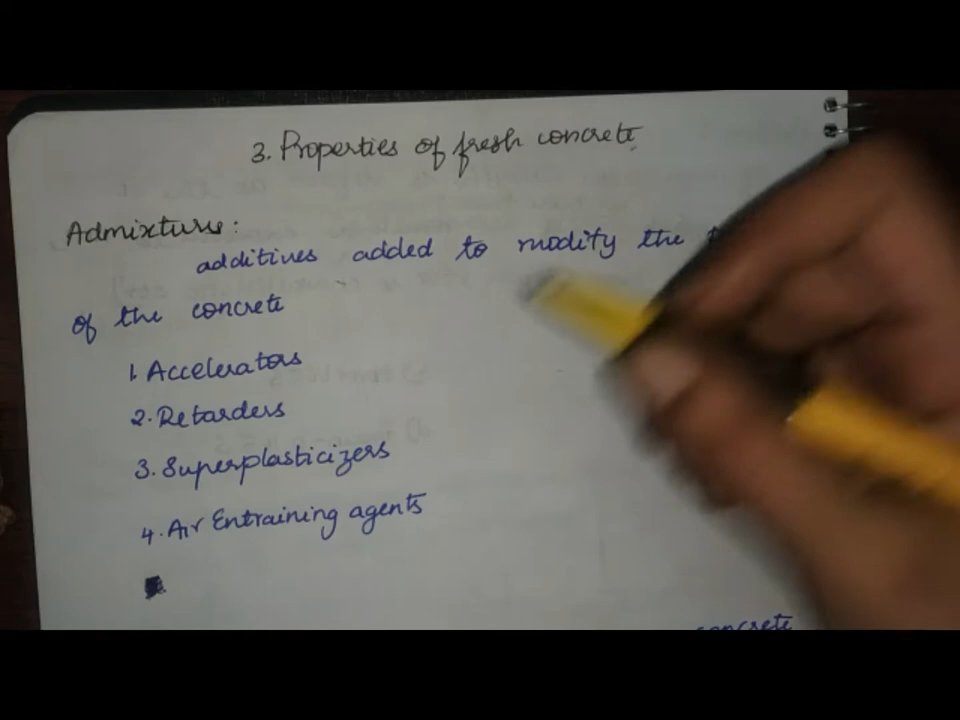 3. Properties of fresh concrete
Admixture:
additives added to modify the
of the concrete
1. Accelerators
2. Retarders
3. Superplasticizers
4. Air Entraining agents
concrete